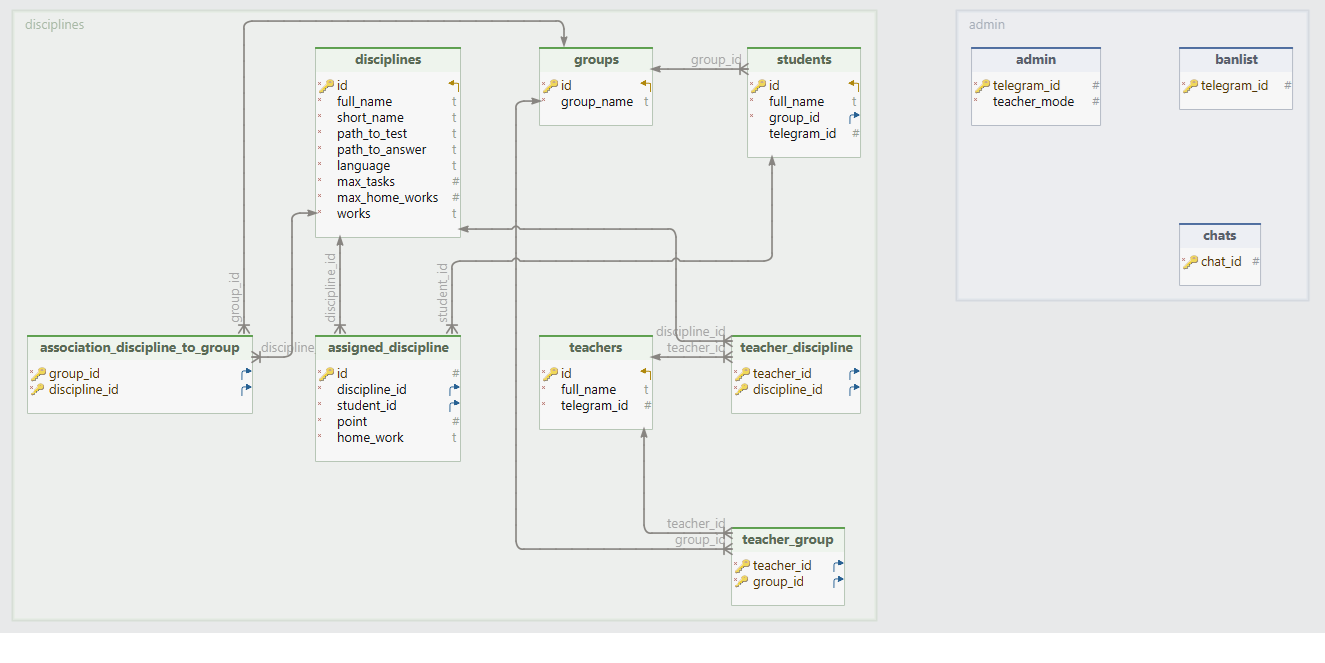 disciplines
disciplines
id
full_name t
short_name t
path_to_test t
path_to_answer t
language t
max_tasks #
max_home_works #
works t
groups
id
group_name t
group_id
students
id
full_name t
group_id
telegram_id #
group_id
discipline_id
student_id
association_discipline_to_group
group_id
discipline_id
discipline
assigned_discipline
id #
discipline_id
student_id
point #
home_work t
teachers
id
full_name t
telegram_id #
discipline_id
teacher_id
teacher_discipline
teacher_id
discipline_id
teacher_id
group_id
teacher_group
teacher_id
group_id
admin
admin
telegram_id #
teacher_mode #
banlist
telegram_id #
chats
chat_id #